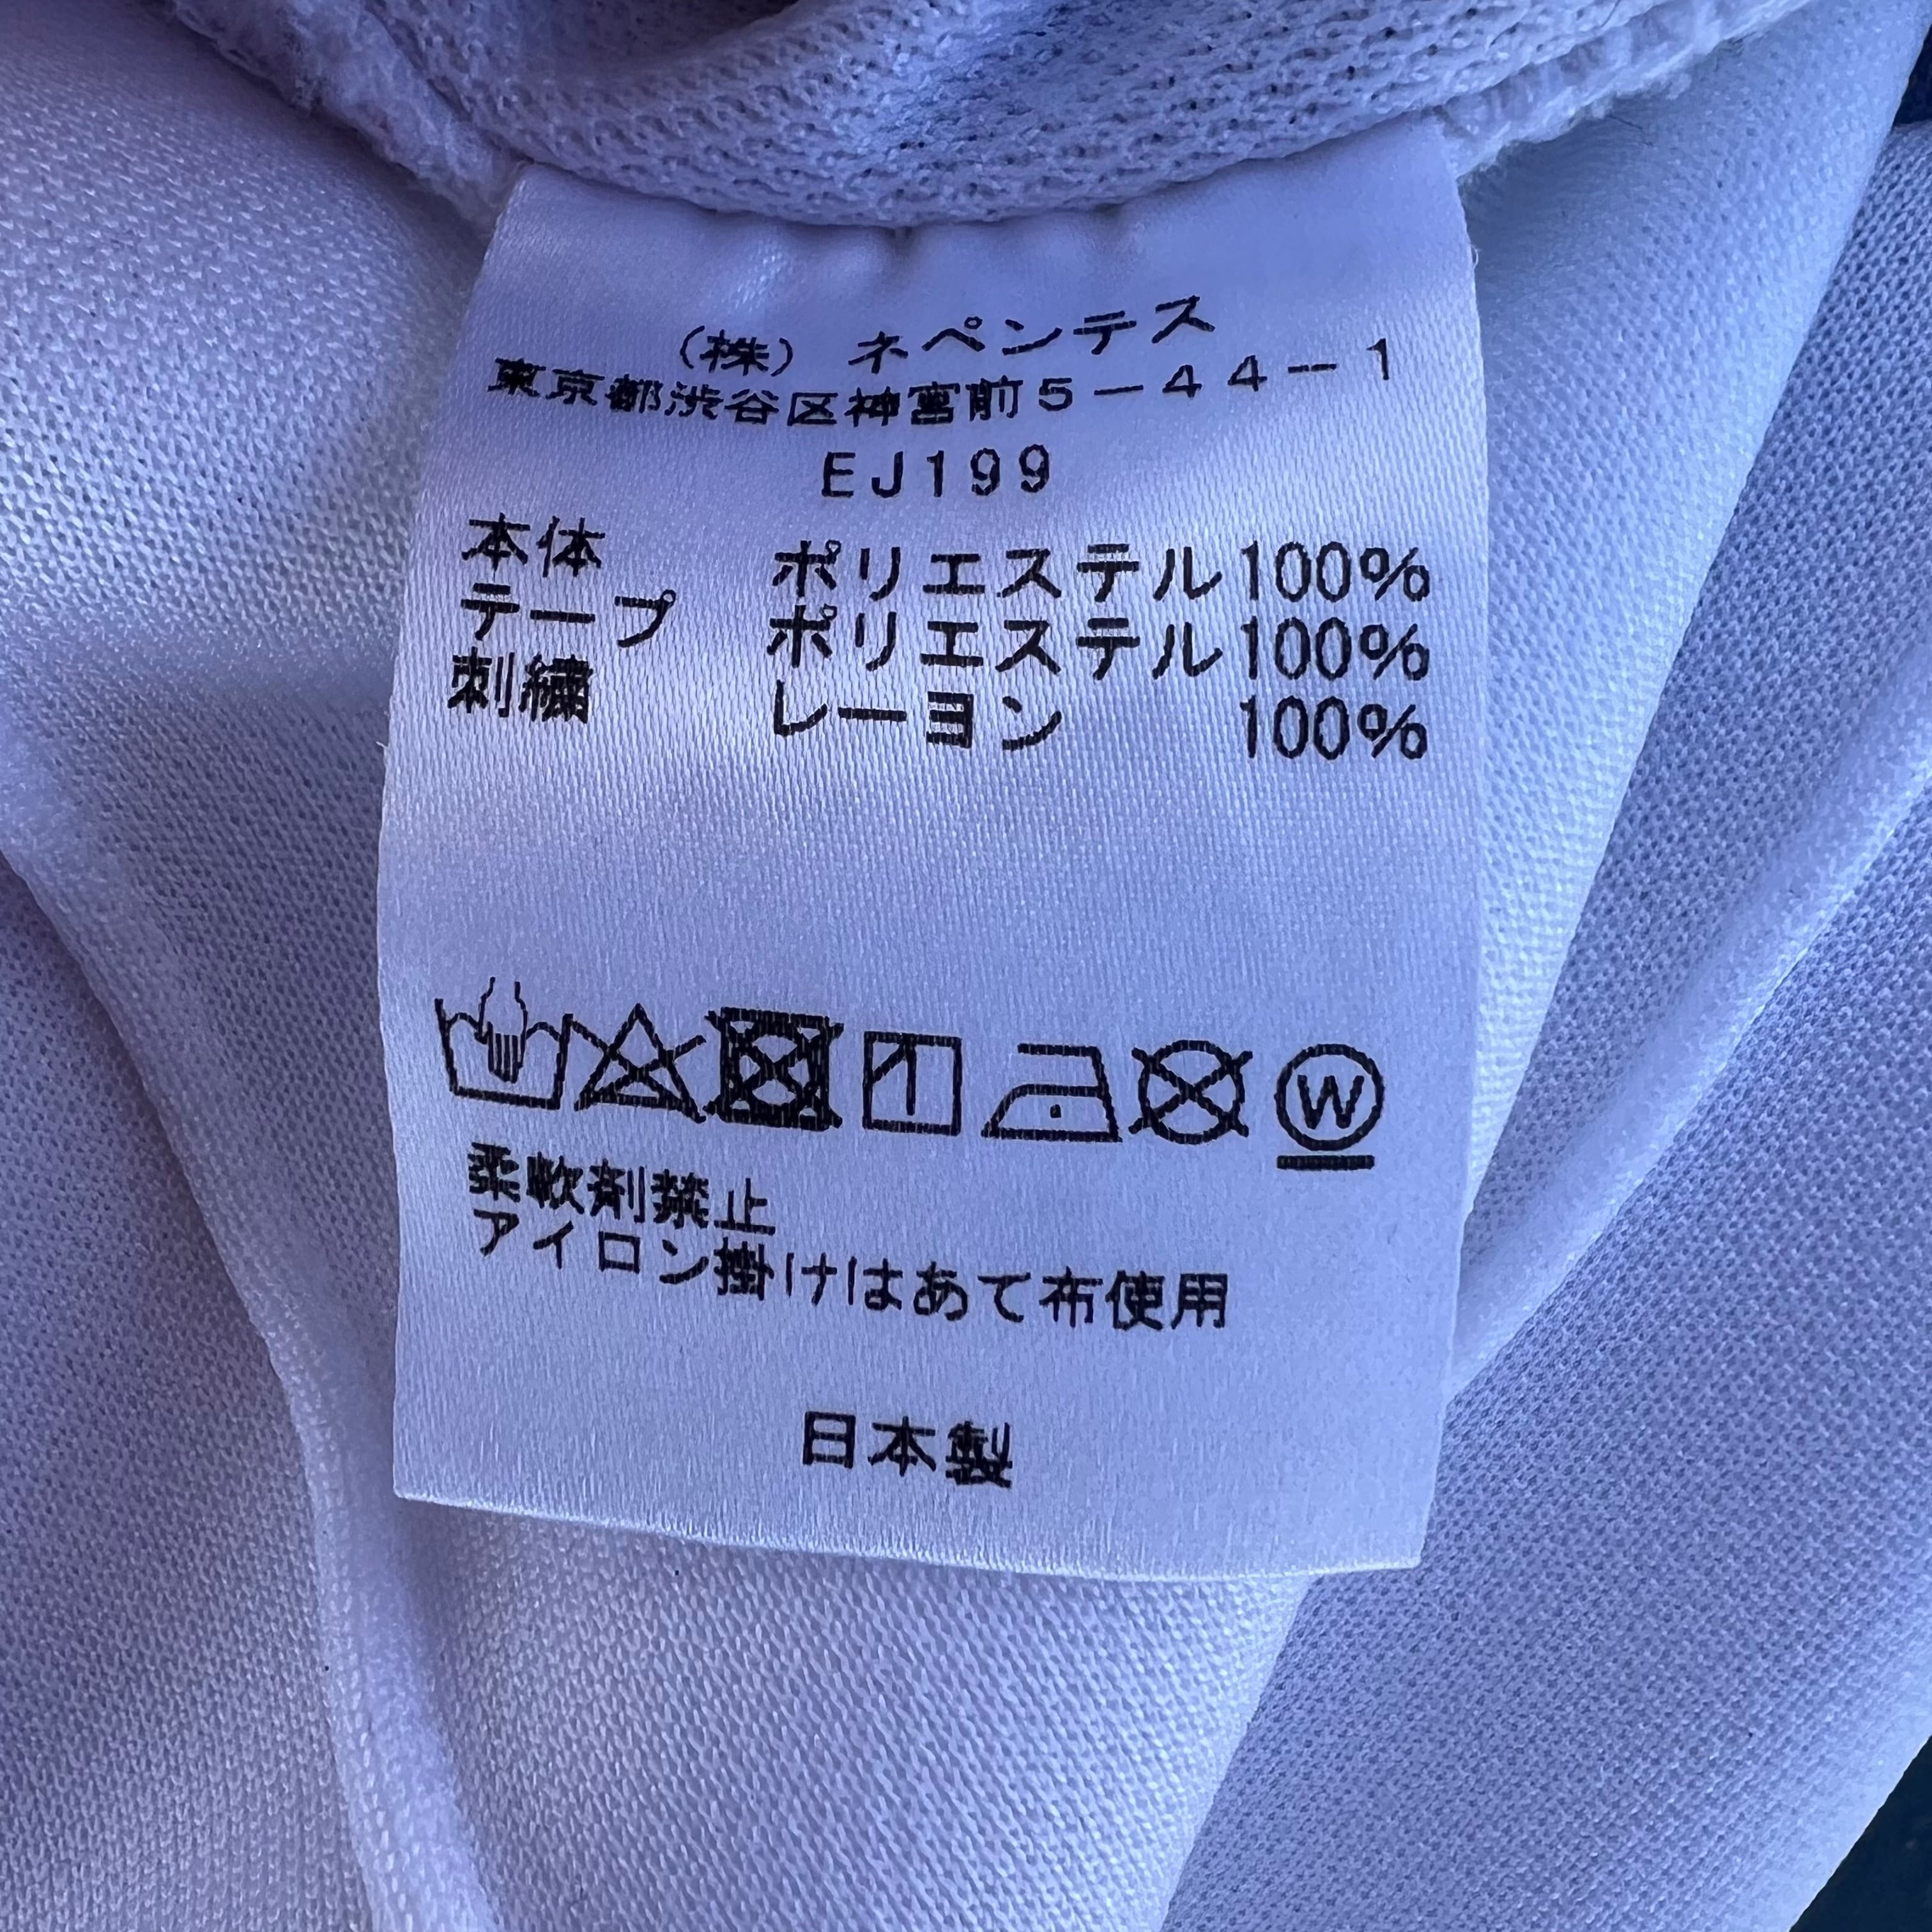 (株) ネペンテス
東京都渋谷区神宮前5-44-1
EJ199
本体 ポリエステル100%
テープ ポリエステル100%
刺繍 レーヨン 100%
W
柔軟剤禁止
アイロン掛けはあて布使用
日本製